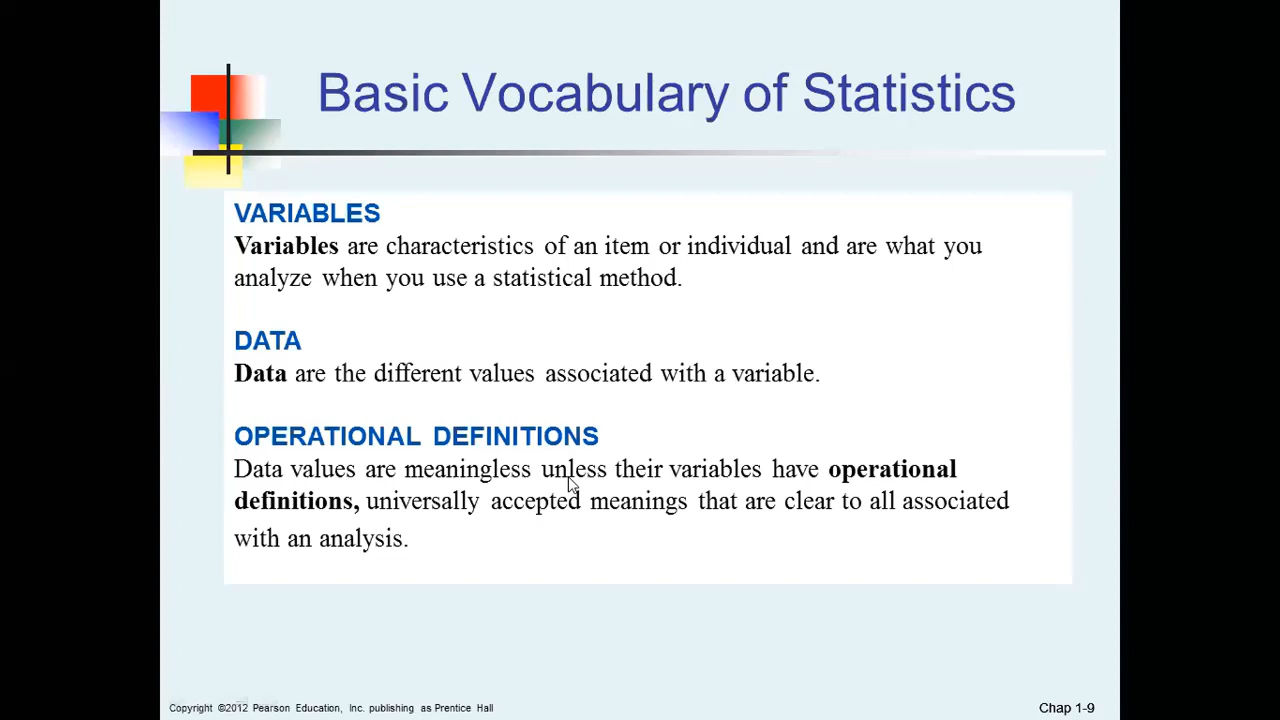 Basic Vocabulary of Statistics
VARIABLES
Variables are characteristics of an item or individual and are what you
analyze when you use a statistical method.
DATA
Data are the different values associated with a variable.
OPERATIONAL DEFINITIONS
Data values are meaningless unless their variables have operational
definitions, universally accepted meanings that are clear to all associated
with an analysis.
Copyright ©2012 Pearson Education, Inc. publishing as Prentice Hall
Chap 1-9